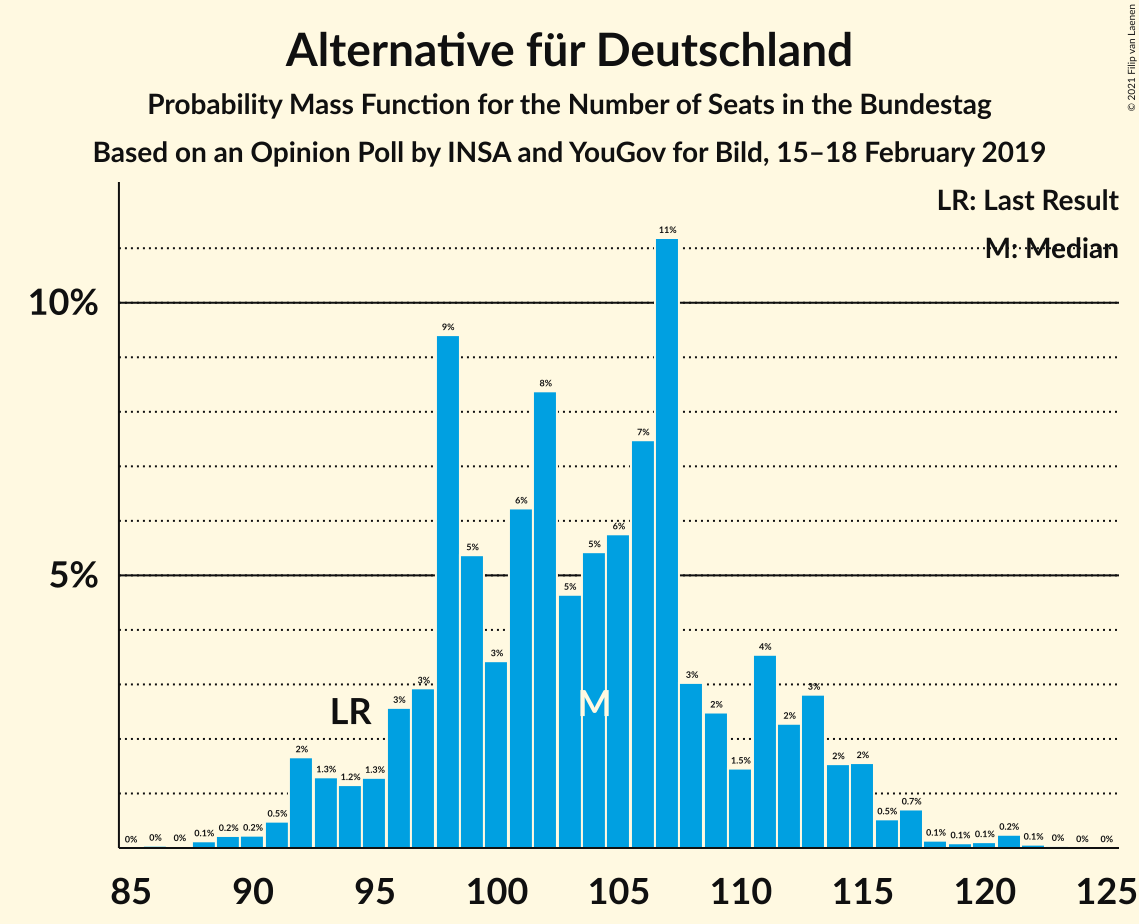 © 2021 Filip van Laenen
Alternative für Deutschland
Probability Mass Function for the Number of Seats in the Bundestag
Based on an Opinion Poll by INSA and YouGov for Bild, 15–18 February 2019
LR: Last Result
M: Median
10%
5%
0% 0% 0% 0.1% 0.2% 0.2% 0.5% 2% 1.3% 1.2% 1.3% 3% 3% 9% 5% 3% 6% 8% 5% 5% 6% 7% 11% 3% 2% 1.5% 4% 2% 3% 2% 2% 0.5% 0.7% 0.1% 0.1% 0.1% 0.2% 0.1% 0% 0% 0%
LR M
85 90 95 100 105 110 115 120 125